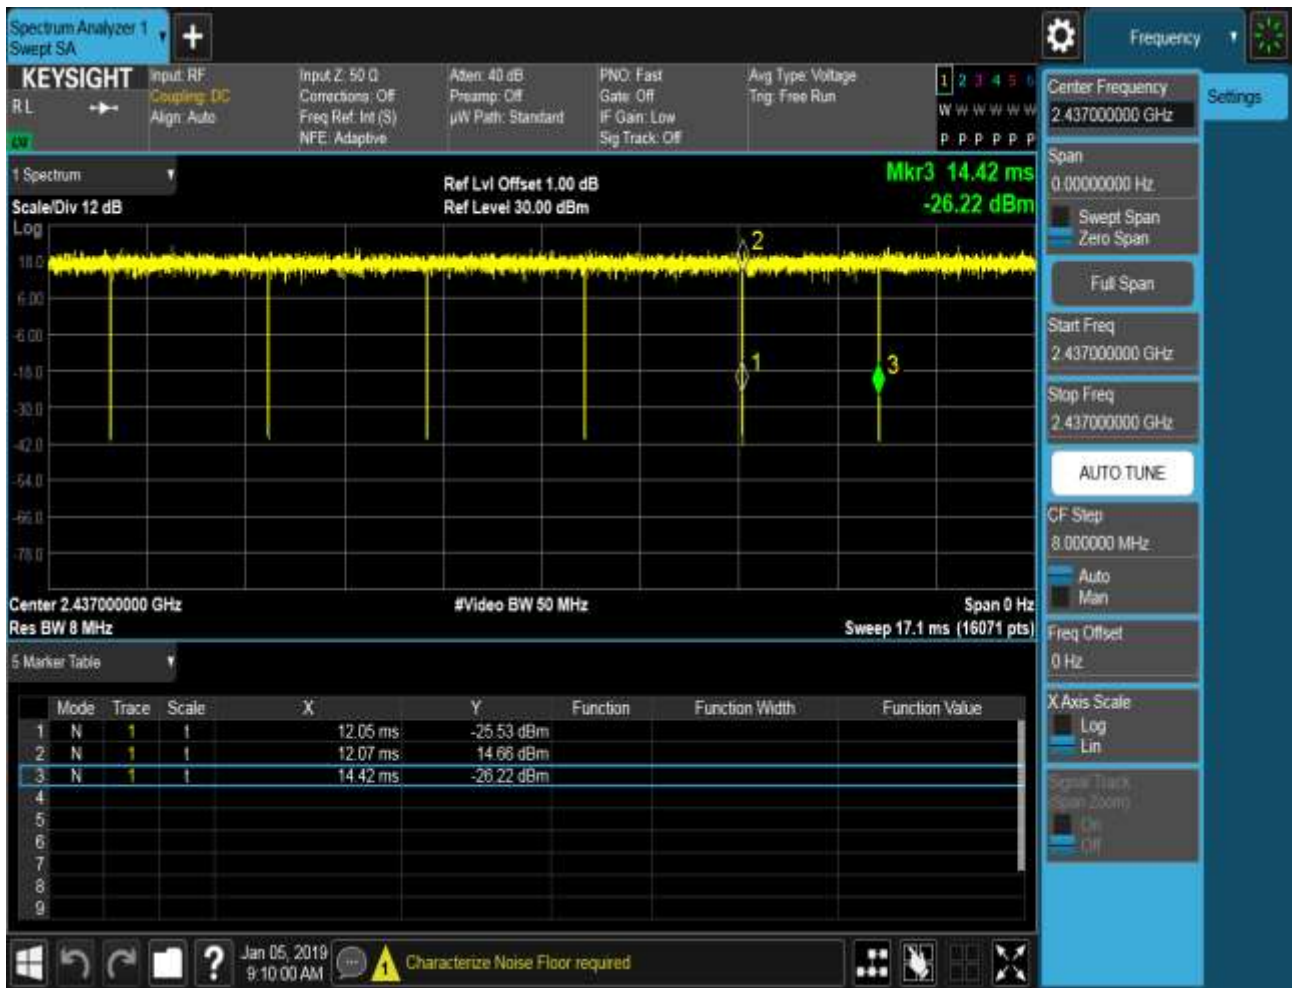 Spectrum Analyzer 1
Swept SA
+
Frequency
KEYSIGHT
R L
Input: RF
Coupling: DC
Align: Auto
Input Z: 50 Ω
Corrections: Off
Freq Ref: Int (S)
NFE: Adaptive
Atten: 40 dB
Preamp: Off
µW Path: Standard
PNO: Fast
Gate: Off
IF Gain: Low
Sig Track: Off
Avg Type: Voltage
Trig: Free Run
1 2 3 4 5 6
W W W W W W
P P P P P P
1 Spectrum
Scale/Div 12 dB
Log
Ref Lvl Offset 1.00 dB
Ref Level 30.00 dBm
Mkr3 14.42 ms
-26.22 dBm
18.0
6.00
-6.00
-18.0
-30.0
-42.0
-54.0
-66.0
-78.0
2
1
3
Center 2.437000000 GHz
#Video BW 50 MHz
Span 0 Hz
Res BW 8 MHz
Sweep 17.1 ms (16071 pts)
5 Marker Table
Mode Trace Scale X Y Function Function Width Function Value
1 N 1 t 12.05 ms -25.53 dBm
2 N 1 t 12.07 ms 14.66 dBm
3 N 1 t 14.42 ms -26.22 dBm
4
5
6
7
8
9
Center Frequency
2.437000000 GHz
Settings
Span
0.00000000 Hz
Swept Span
Zero Span
Full Span
Start Freq
2.437000000 GHz
Stop Freq
2.437000000 GHz
AUTO TUNE
CF Step
8.000000 MHz
Auto
Man
Freq Offset
0 Hz
X Axis Scale
Log
Lin
Signal Track
(Span Zoom)
On
Off
?
Jan 05, 2019
9:10:00 AM
1
Characterize Noise Floor required